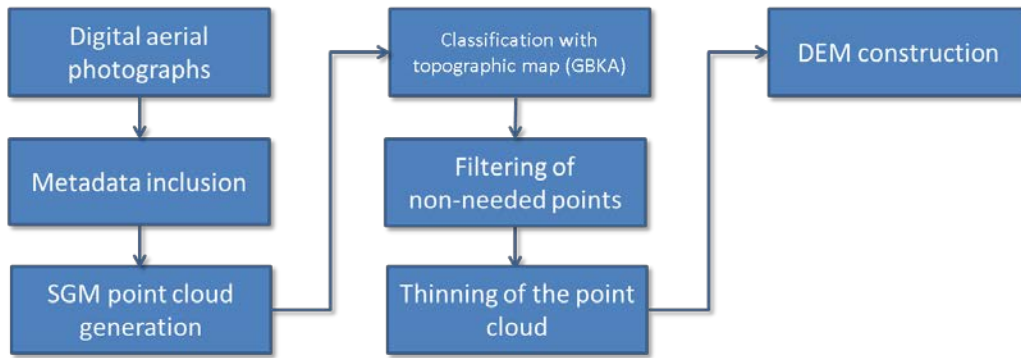 Digital aerial
photographs
Metadata inclusion
SGM point cloud
generation
Classification with
topographic map (GBKA)
Filtering of
non-needed points
Thinning of the point
cloud
DEM construction